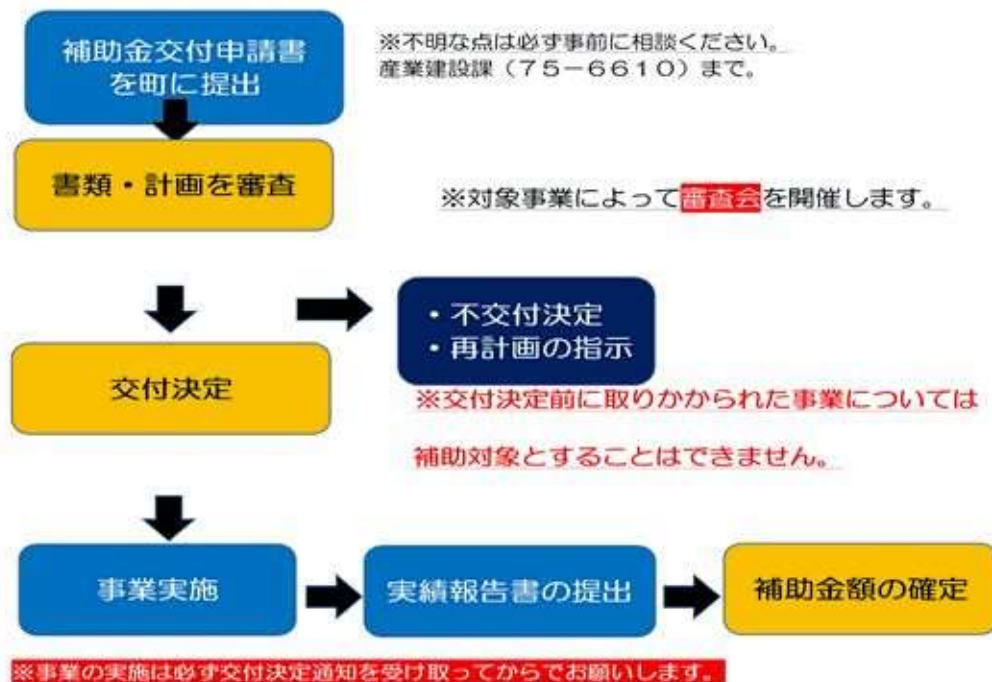 補助金交付申請書
を町に提出
※不明な点は必ず事前に相談ください。
産業建設課（７５－６６１０）まで。
書類・計画を審査
※対象事業によって審査会を開催します。
・不交付決定
・再計画の指示
交付決定
※交付決定前に取りかかられた事業については
補助対象とすることはできません。
事業実施
実績報告書の提出
補助金額の確定
※事業の実施は必ず交付決定通知を受け取ってからでお願いします。